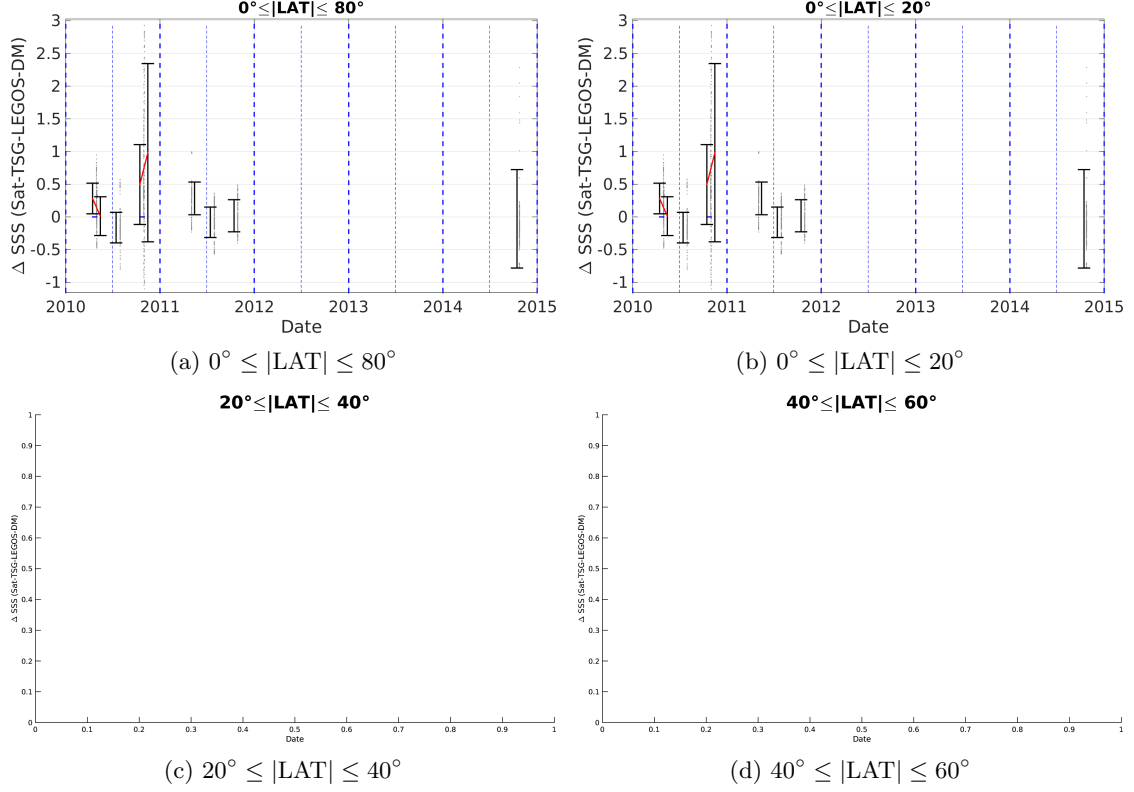 0°≤|LAT|≤ 80°
3
2.5
2
1.5
1
0.5
0
-0.5
-1
Δ SSS (Sat-TSG-LEGOS-DM)
2010 2011 2012 2013 2014 2015
Date
(a) 0° ≤ |LAT| ≤ 80°
0°≤|LAT|≤ 20°
3
2.5
2
1.5
1
0.5
0
-0.5
-1
Δ SSS (Sat-TSG-LEGOS-DM)
2010 2011 2012 2013 2014 2015
Date
(b) 0° ≤ |LAT| ≤ 20°
20°≤|LAT|≤ 40°
1
0.9
0.8
0.7
0.6
0.5
0.4
0.3
0.2
0.1
0
Δ SSS (Sat-TSG-LEGOS-DM)
0 0.1 0.2 0.3 0.4 0.5 0.6 0.7 0.8 0.9 1
Date
(c) 20° ≤ |LAT| ≤ 40°
40°≤|LAT|≤ 60°
1
0.9
0.8
0.7
0.6
0.5
0.4
0.3
0.2
0.1
0
Δ SSS (Sat-TSG-LEGOS-DM)
0 0.1 0.2 0.3 0.4 0.5 0.6 0.7 0.8 0.9 1
Date
(d) 40° ≤ |LAT| ≤ 60°